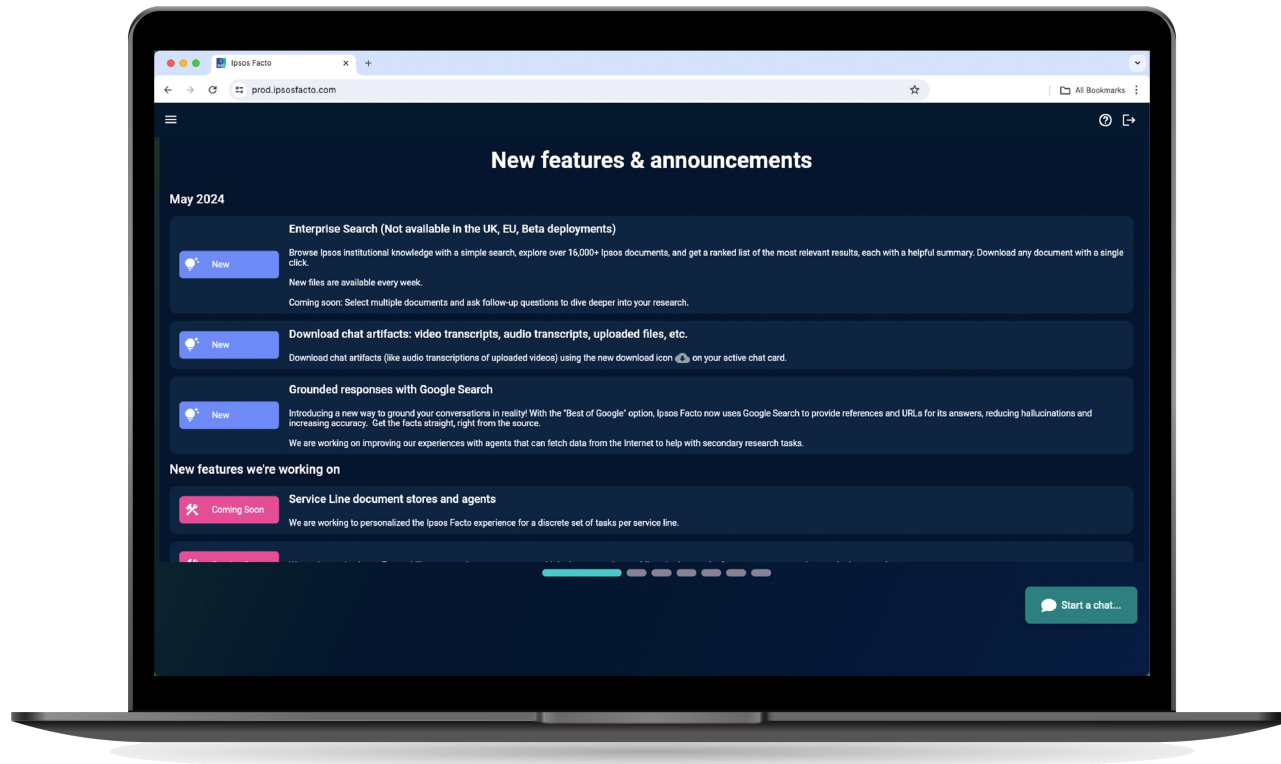 Ipsos Facto
prod.ipsosfacto.com
All Bookmarks
New features & announcements
May 2024
New
Enterprise Search (Not available in the UK, EU, Beta deployments)
Browse Ipsos institutional knowledge with a simple search, explore over 16,000+ Ipsos documents, and get a ranked list of the most relevant results, each with a helpful summary. Download any document with a single
click.
New files are available every week.
Coming soon: Select multiple documents and ask follow-up questions to dive deeper into your research.
New
Download chat artifacts: video transcripts, audio transcripts, uploaded files, etc.
Download chat artifacts (like audio transcriptions of uploaded videos) using the new download icon on your active chat card.
New
Grounded responses with Google Search
Introducing a new way to ground your conversations in reality! With the "Best of Google" option, Ipsos Facto now uses Google Search to provide references and URLs for its answers, reducing hallucinations and
increasing accuracy. Get the facts straight, right from the source.
We are working on improving our experiences with agents that can fetch data from the Internet to help with secondary research tasks.
New features we're working on
Coming Soon
Service Line document stores and agents
We are working to personalized the Ipsos Facto experience for a discrete set of tasks per service line.
Start a chat...